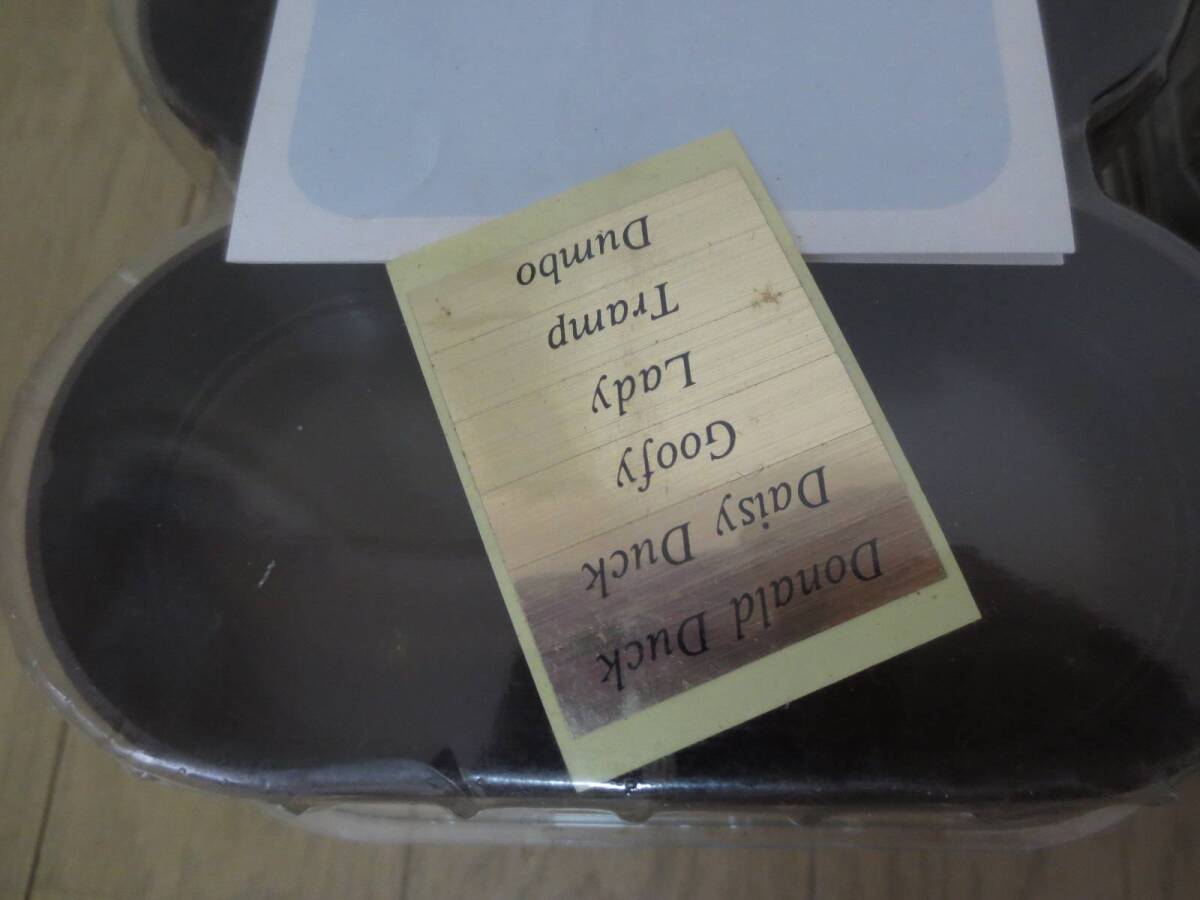 Donald Duck
Daisy Duck
Goofy
Lady
Tramp
Dumbo